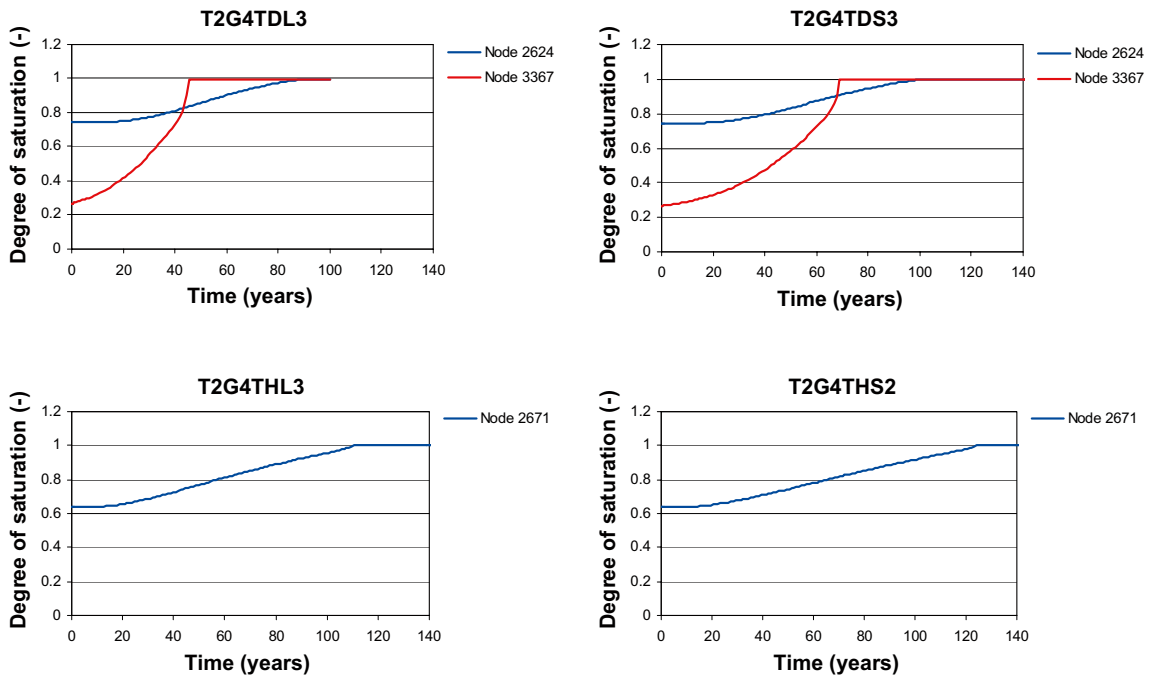 T2G4TDL3
Degree of saturation (-)
1.2
1
0.8
0.6
0.4
0.2
0
0 20 40 60 80 100 120 140
Time (years)
Node 2624
Node 3367
T2G4TDS3
Degree of saturation (-)
1.2
1
0.8
0.6
0.4
0.2
0
0 20 40 60 80 100 120 140
Time (years)
Node 2624
Node 3367
T2G4THL3
Degree of saturation (-)
1.2
1
0.8
0.6
0.4
0.2
0
0 20 40 60 80 100 120 140
Time (years)
Node 2671
T2G4THS2
Degree of saturation (-)
1.2
1
0.8
0.6
0.4
0.2
0
0 20 40 60 80 100 120 140
Time (years)
Node 2671